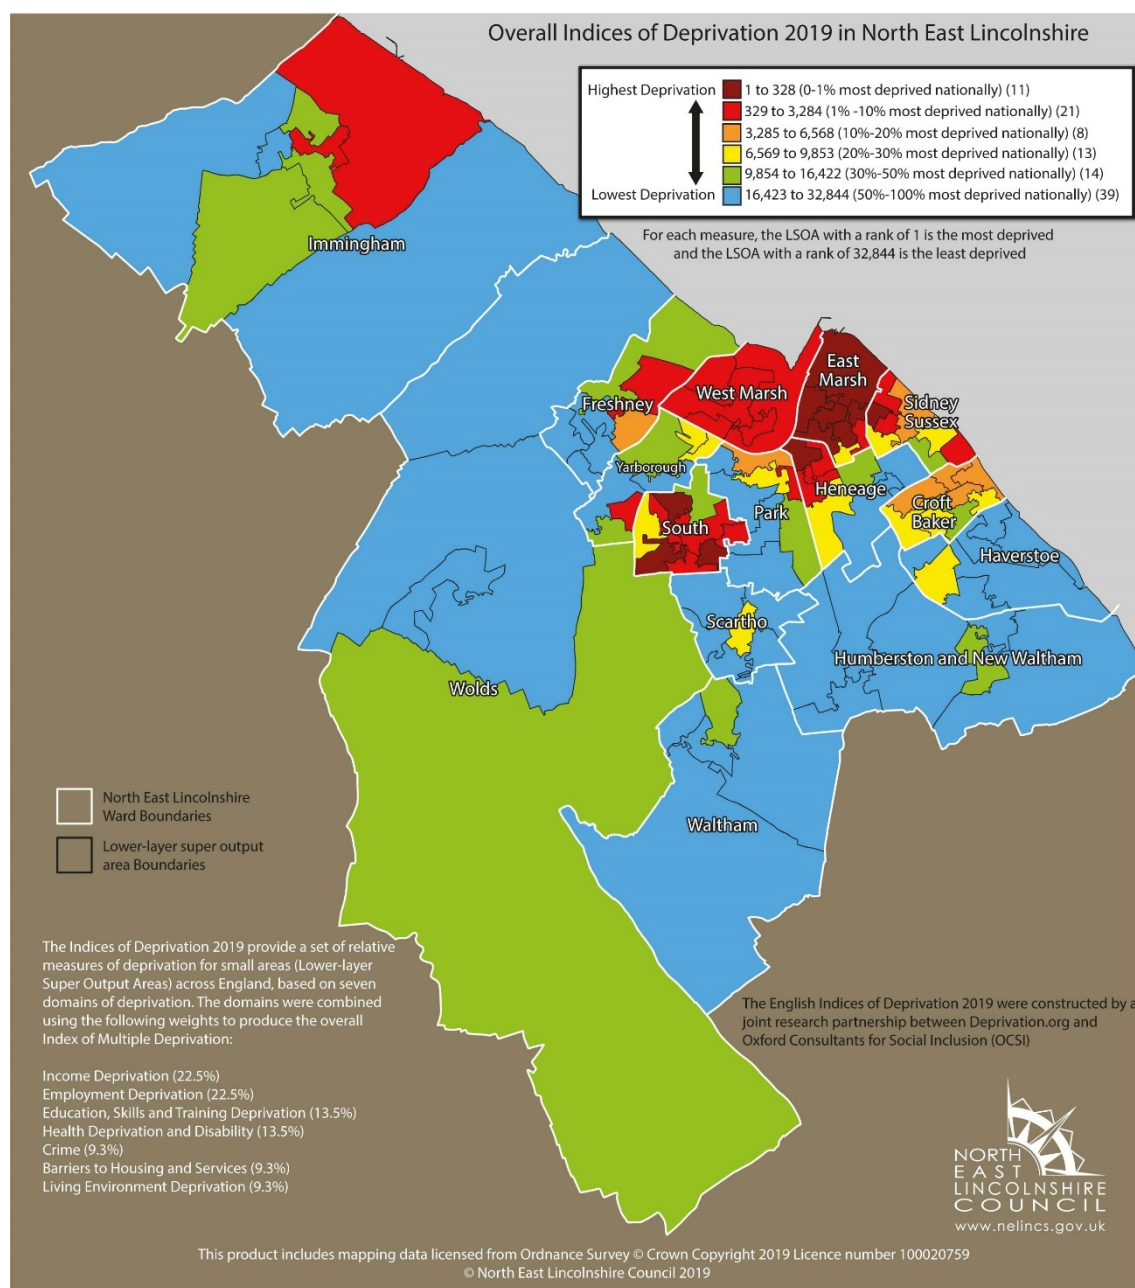 Overall Indices of Deprivation 2019 in North East Lincolnshire
Highest Deprivation
Lowest Deprivation
1 to 328 (0-1% most deprived nationally) (11)
329 to 3,284 (1% -10% most deprived nationally) (21)
3,285 to 6,568 (10%-20% most deprived nationally) (8)
6,569 to 9,853 (20%-30% most deprived nationally) (13)
9,854 to 16,422 (30%-50% most deprived nationally) (14)
16,423 to 32,844 (50%-100% most deprived nationally) (39)
For each measure, the LSOA with a rank of 1 is the most deprived
and the LSOA with a rank of 32,844 is the least deprived
Immingham
East
Marsh
West Marsh
Sidney
Sussex
Freshney
Yarborough
Heneage
Park
Croft
Baker
South
Haverstoe
Scartho
Humberston and New Waltham
Wolds
Waltham
North East Lincolnshire
Ward Boundaries
Lower-layer super output
area Boundaries
The Indices of Deprivation 2019 provide a set of relative
measures of deprivation for small areas (Lower-layer
Super Output Areas) across England, based on seven
domains of deprivation. The domains were combined
using the following weights to produce the overall
Index of Multiple Deprivation:
Income Deprivation (22.5%)
Employment Deprivation (22.5%)
Education, Skills and Training Deprivation (13.5%)
Health Deprivation and Disability (13.5%)
Crime (9.3%)
Barriers to Housing and Services (9.3%)
Living Environment Deprivation (9.3%)
The English Indices of Deprivation 2019 were constructed by a
joint research partnership between Deprivation.org and
Oxford Consultants for Social Inclusion (OCSI)
NORTH
EAST
LINCOLNSHIRE
COUNCIL
www.nelincs.gov.uk
This product includes mapping data licensed from Ordnance Survey © Crown Copyright 2019 Licence number 100020759
© North East Lincolnshire Council 2019